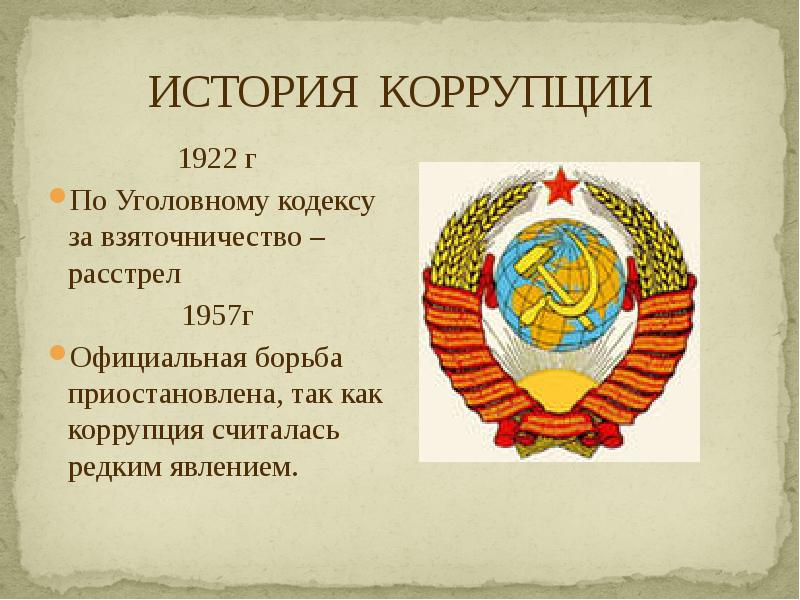 ИСТОРИЯ КОРРУПЦИИ
1922 г
По Уголовному кодексу
за взяточничество –
расстрел
1957г
Официальная борьба
приостановлена, так как
коррупция считалась
редким явлением.